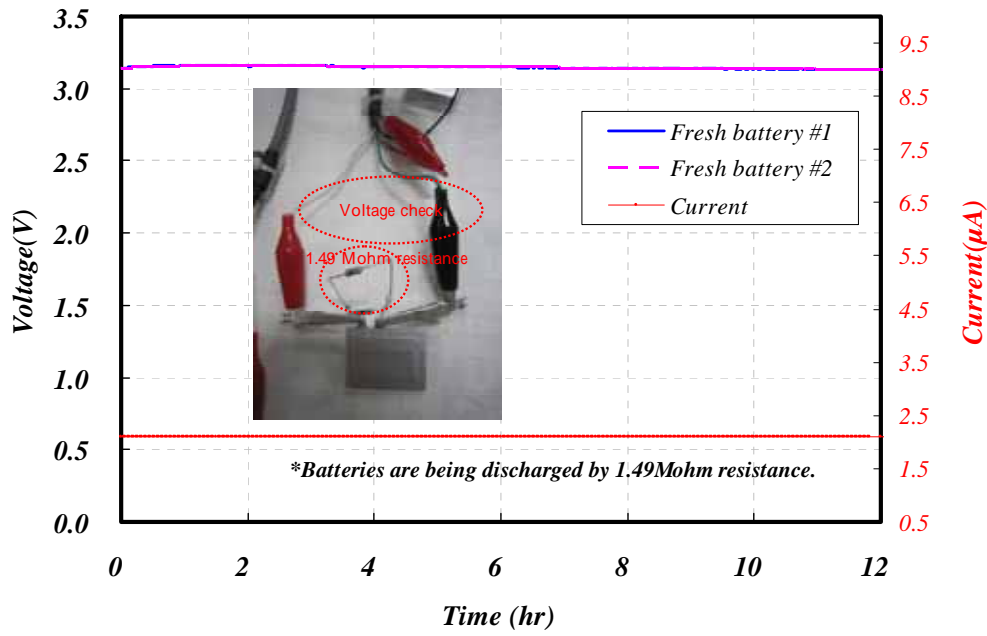 3.5
3.0
2.5
2.0
1.5
1.0
0.5
0.0
Voltage(V)
9.5
8.5
7.5
6.5
5.5
4.5
3.5
2.5
1.5
0.5
Current(μA)
Fresh battery #1
Fresh battery #2
Current
Voltage check
1.49 Mohm resistance
*Batteries are being discharged by 1.49Mohm resistance.
0 2 4 6 8 10 12
Time (hr)